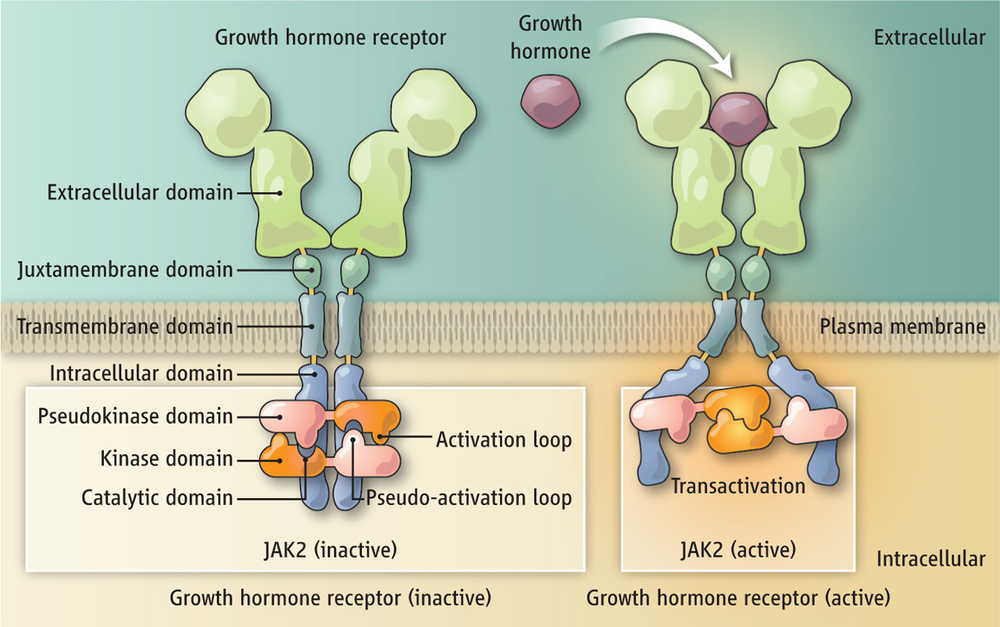 Growth hormone receptor
Growth
hormone
Extracellular
Extracellular domain
Juxtamembrane domain
Transmembrane domain
Plasma membrane
Intracellular domain
Pseudokinase domain
Activation loop
Kinase domain
Catalytic domain
Pseudo-activation loop
Transactivation
JAK2 (inactive)
JAK2 (active)
Intracellular
Growth hormone receptor (inactive)
Growth hormone receptor (active)